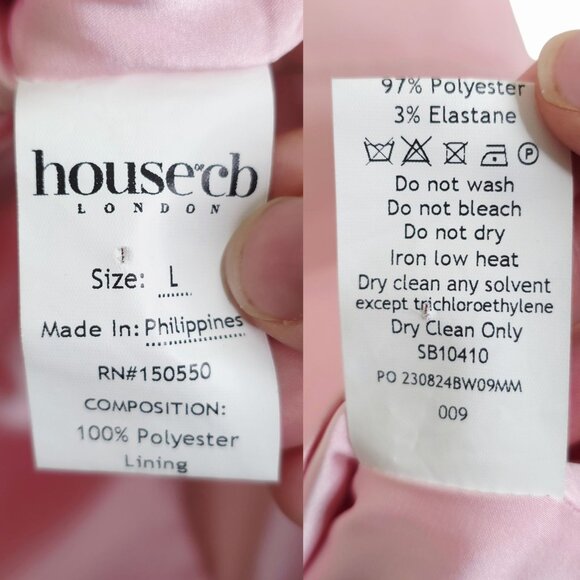 house of cb
LONDON
Size: L
Made In: Philippines
RN#150550
COMPOSITION:
100% Polyester
Lining
97% Polyester
3% Elastane
P
Do not wash
Do not bleach
Do not dry
Iron low heat
Dry clean any solvent
except trichloroethylene
Dry Clean Only
SB10410
PO 230824BW09MM
009